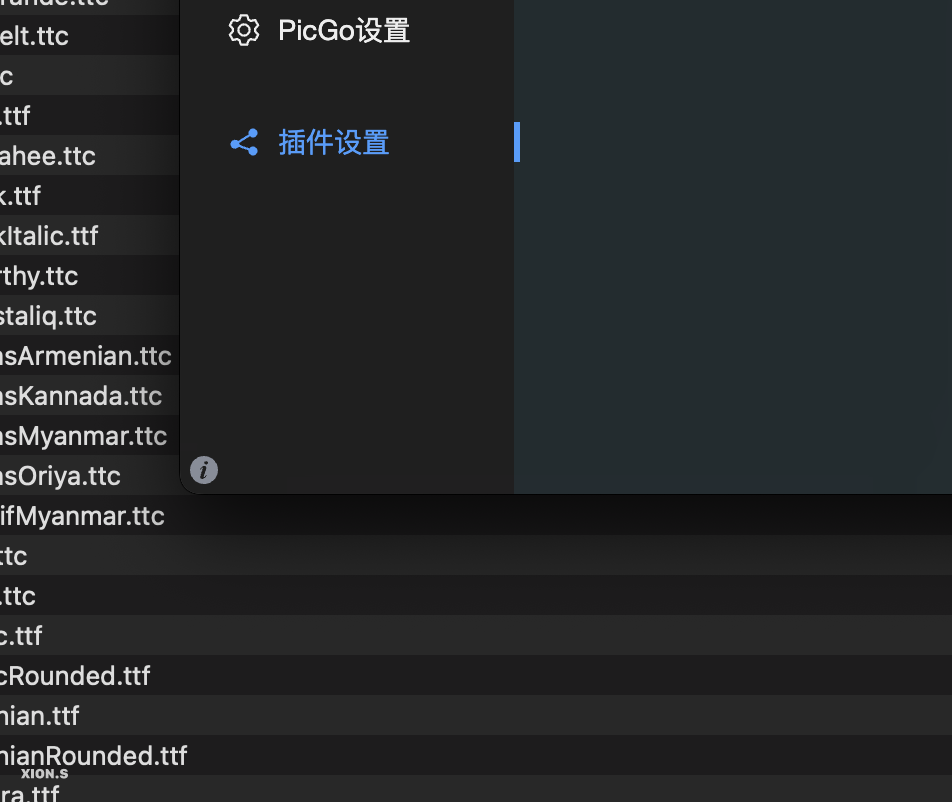 elt.ttc
c
.ttf
ahee.ttc
k.ttf
kItalic.ttf
rthy.ttc
staliq.ttc
nsArmenian.ttc
nsKannada.ttc
nsMyanmar.ttc
nsOriya.ttc
ifMyanmar.ttc
ttc
.ttc
c.ttf
cRounded.ttf
nian.ttf
nianRounded.ttf
XION.S
ra.ttf
PicGo设置
插件设置